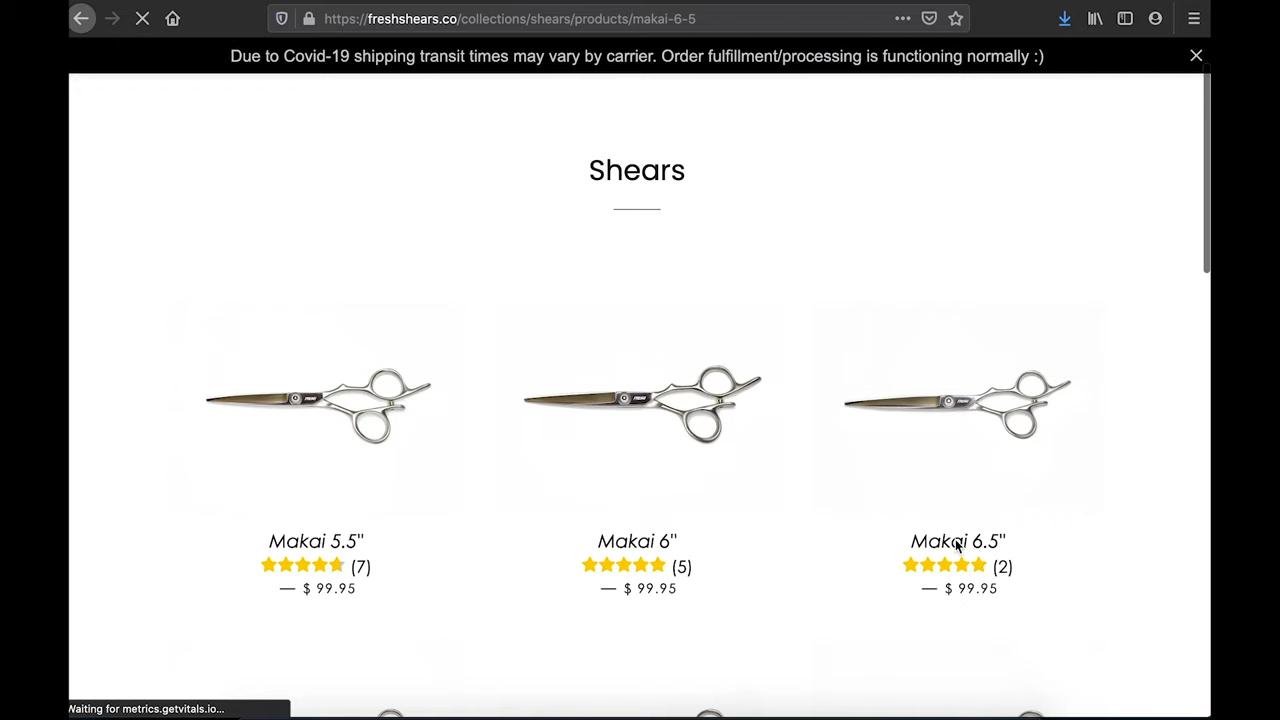 https://freshshears.co/collections/shears/products/makai-6-5
Due to Covid-19 shipping transit times may vary by carrier. Order fulfillment/processing is functioning normally :)
Shears
Makai 5.5"
(7)
— $ 99.95
Makai 6"
(5)
— $ 99.95
Makai 6.5"
(2)
— $ 99.95
Waiting for metrics.getvitals.io...